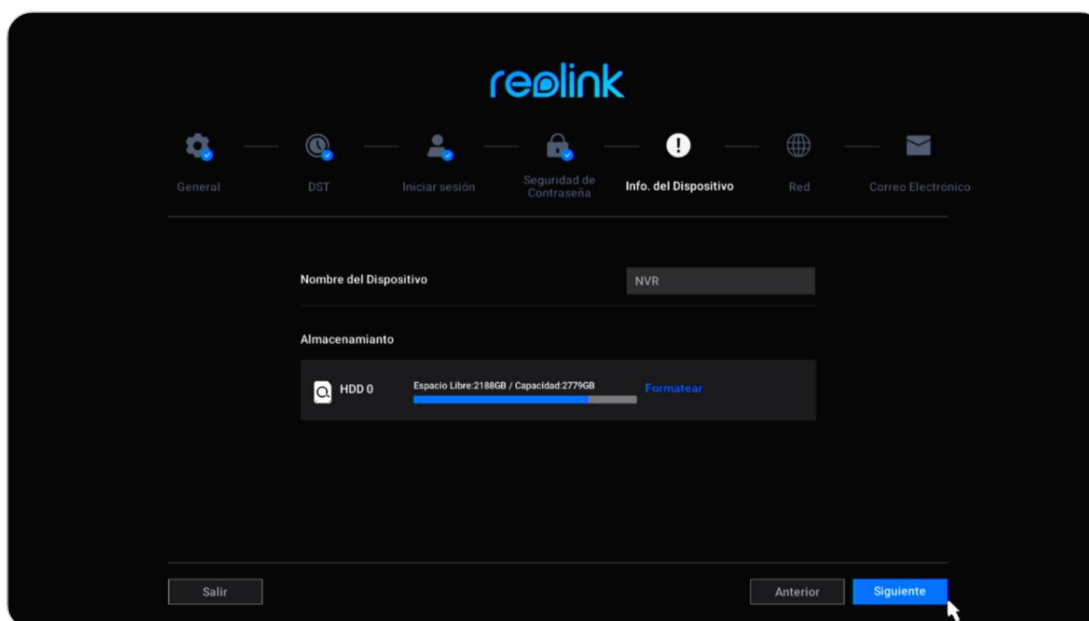 reolink
General
DST
Iniciar sesión
Seguridad de
Contraseña
Info. del Dispositivo
Red
Correo Electrónico
Nombre del Dispositivo
NVR
Almacenamianto
HDD 0
Espacio Libre:2188GB / Capacidad:2779GB
Formatear
Salir
Anterior
Siguiente